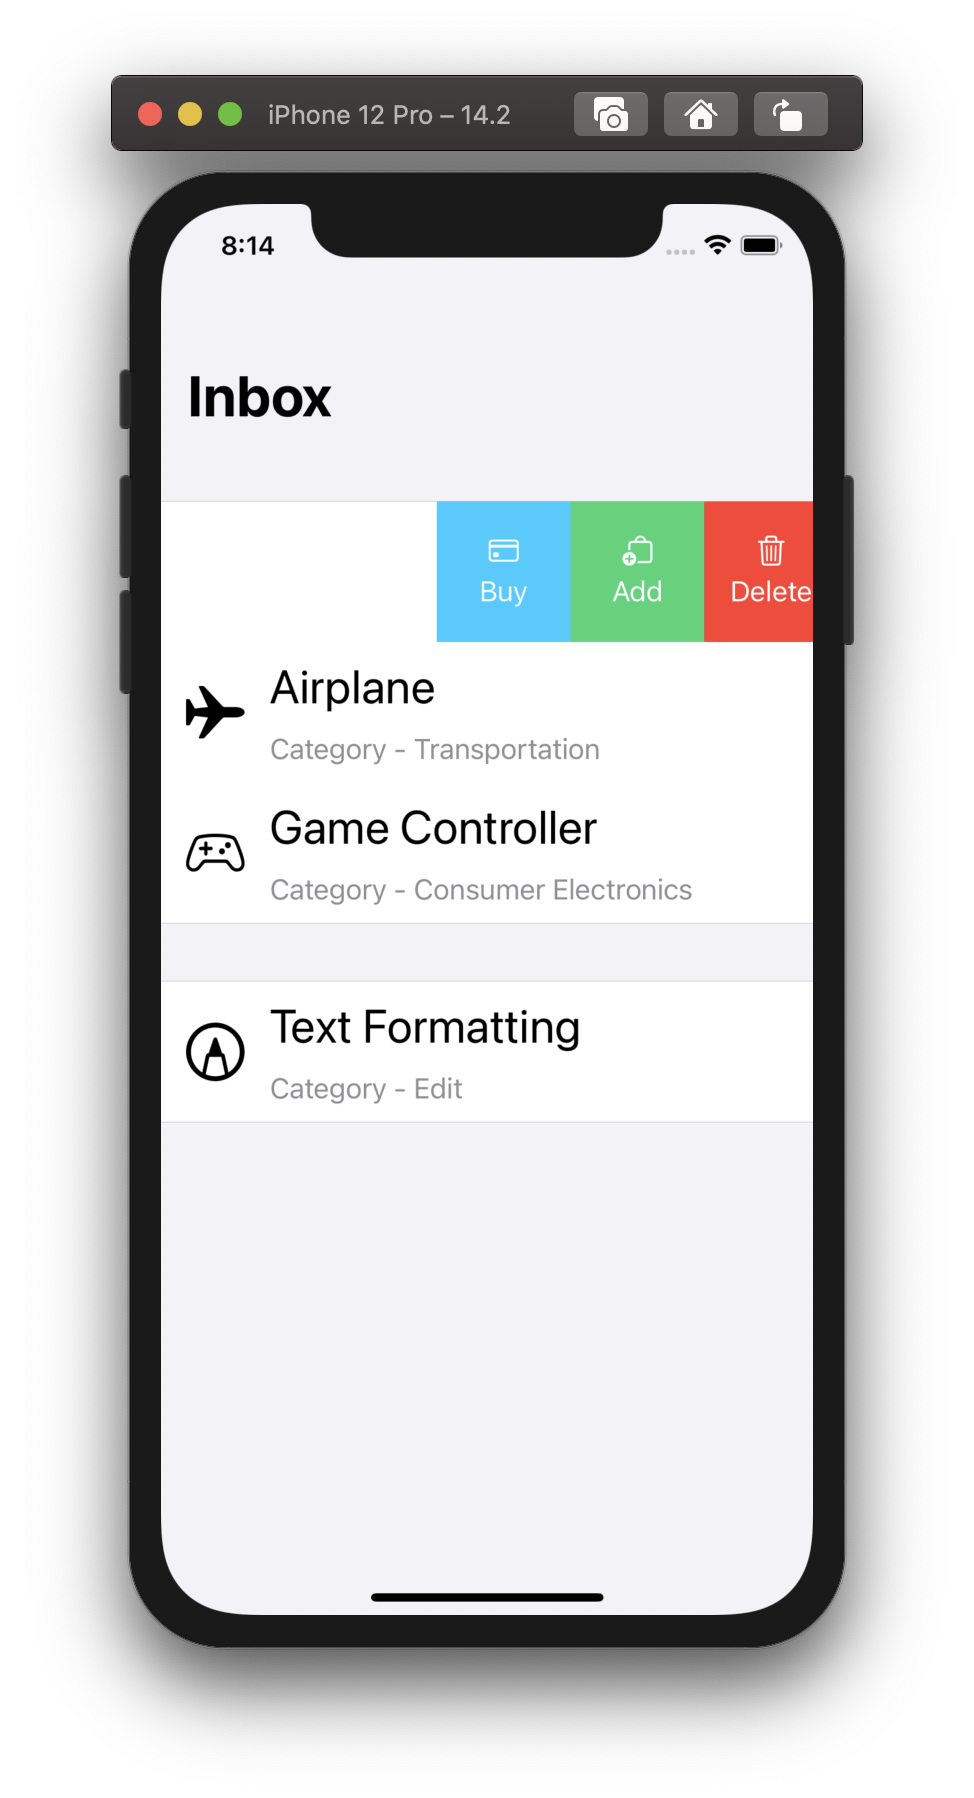 iPhone 12 Pro – 14.2
8:14
Inbox
Buy Add Delete
Airplane
Category - Transportation
Game Controller
Category - Consumer Electronics
Text Formatting
Category - Edit